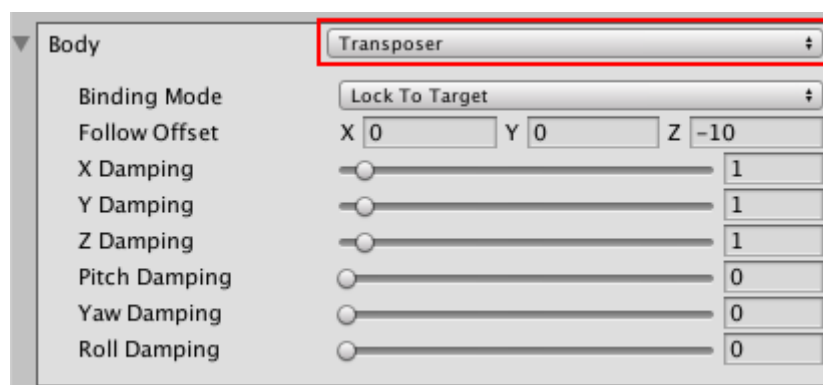 Body Transposer
Binding Mode Lock To Target
Follow Offset X 0 Y 0 Z -10
X Damping 1
Y Damping 1
Z Damping 1
Pitch Damping 0
Yaw Damping 0
Roll Damping 0